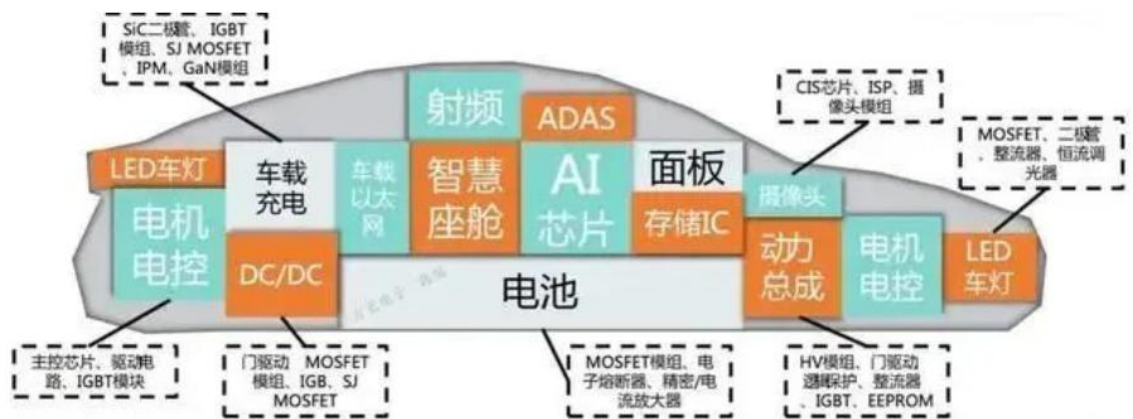 SiC二极管、IGBT
模组、SJ MOSFET
、IPM、GaN模组
CIS芯片、ISP、摄
像头模组
MOSFET、二极管
、整流器、恒流调
光器
射频
ADAS
LED车灯
车载
充电
车载
以太
网
智慧
座舱
AI
芯片
面板
存储IC
摄像头
电机
电控
DC/DC
电池
动力
总成
电机
电控
LED
车灯
主控芯片、驱动电
路、IGBT模块
门驱动 MOSFET
模组、IGB、SJ
MOSFET
MOSFET模组、电
子熔断器、精密/电
流放大器
HV模组、门驱动
保护、整流器
、IGBT、EEPROM